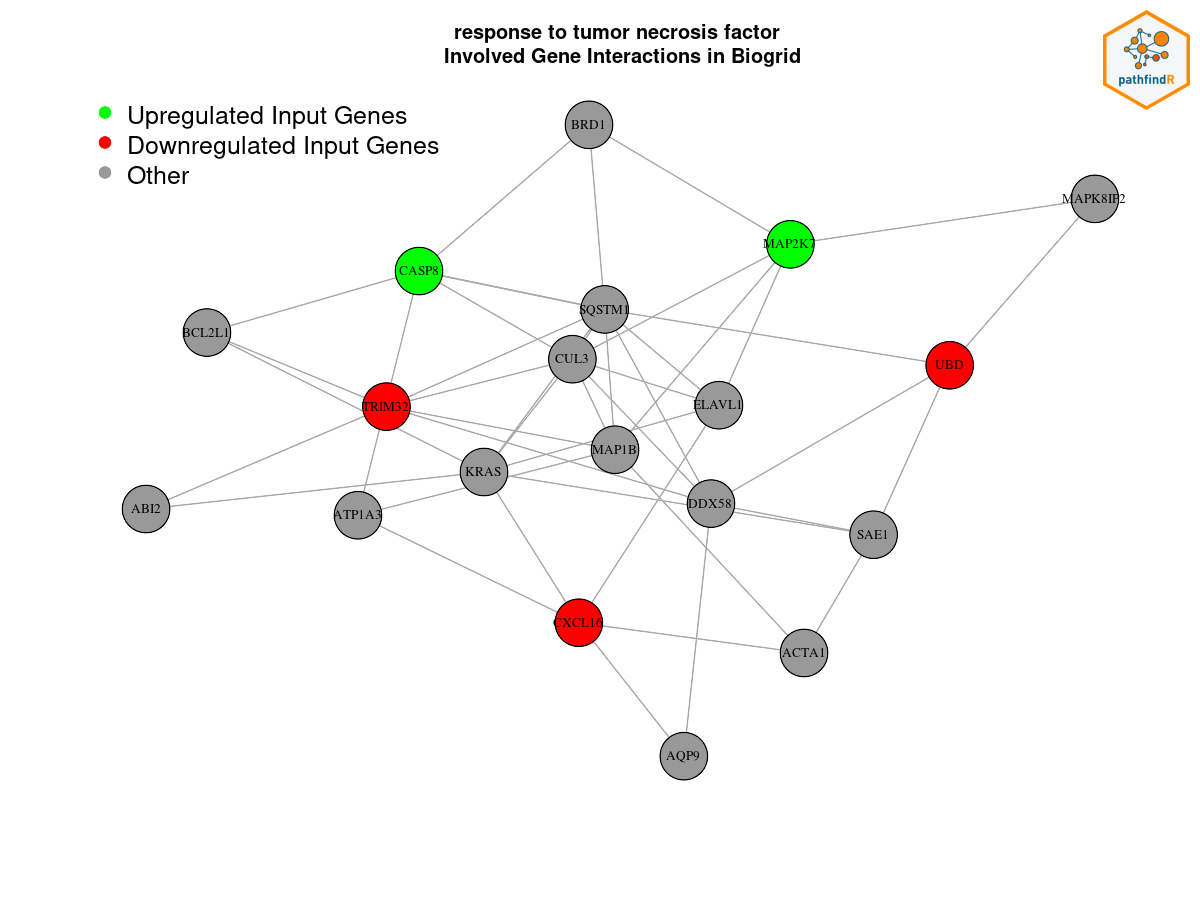 response to tumor necrosis factor
Involved Gene Interactions in Biogrid
pathfindR
Upregulated Input Genes
Downregulated Input Genes
Other
BRD1
MAPK8IP2
MAP2K7
CASP8
SQSTM1
BCL2L1
CUL3
UBD
TRIM32
ELAVL1
MAP1B
KRAS
DDX58
ABI2
ATP1A3
SAE1
CXCL16
ACTA1
AQP9